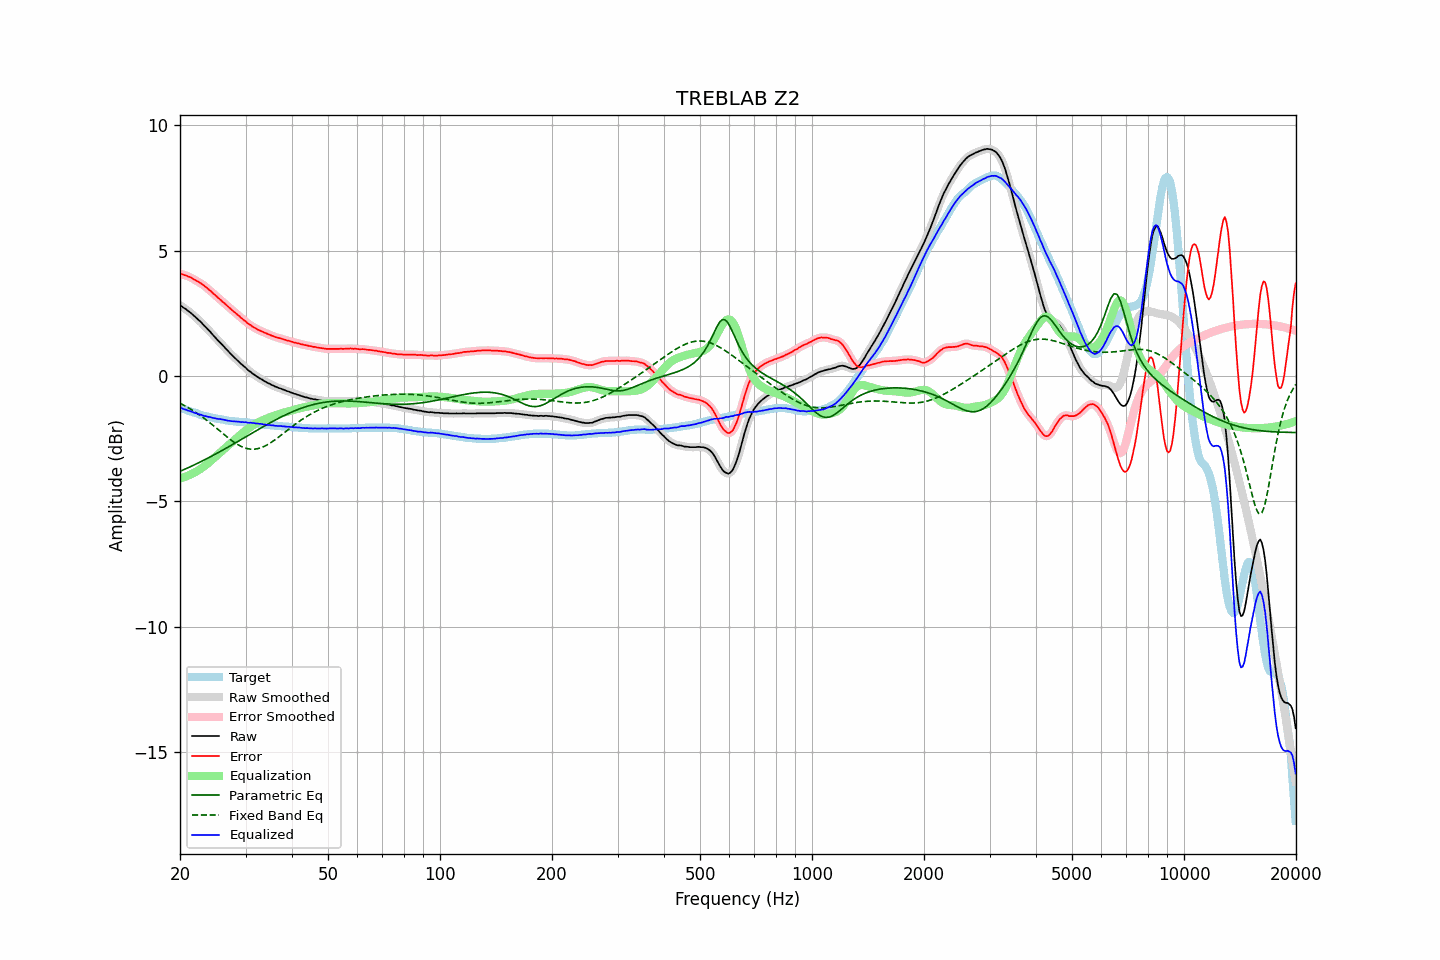 TREBLAB Z2
10
5
0
−5
−10
−15
Amplitude (dBr)
20
50
100
200
500
1000
2000
5000
10000
20000
Frequency (Hz)
Target
Raw Smoothed
Error Smoothed
Raw
Error
Equalization
Parametric Eq
Fixed Band Eq
Equalized